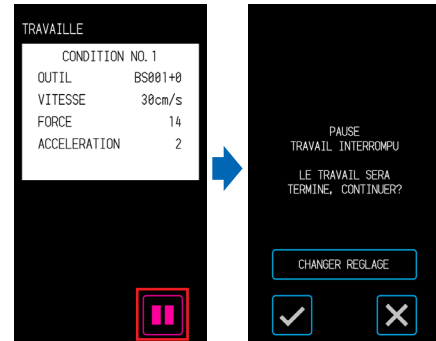 TRAVAILLE
CONDITION NO.1
OUTIL BS001+0
VITESSE 30cm/s
FORCE 14
ACCELERATION 2
PAUSE
TRAVAIL INTERROMPU
LE TRAVAIL SERA
TERMINE, CONTINUER?
CHANGER REGLAGE